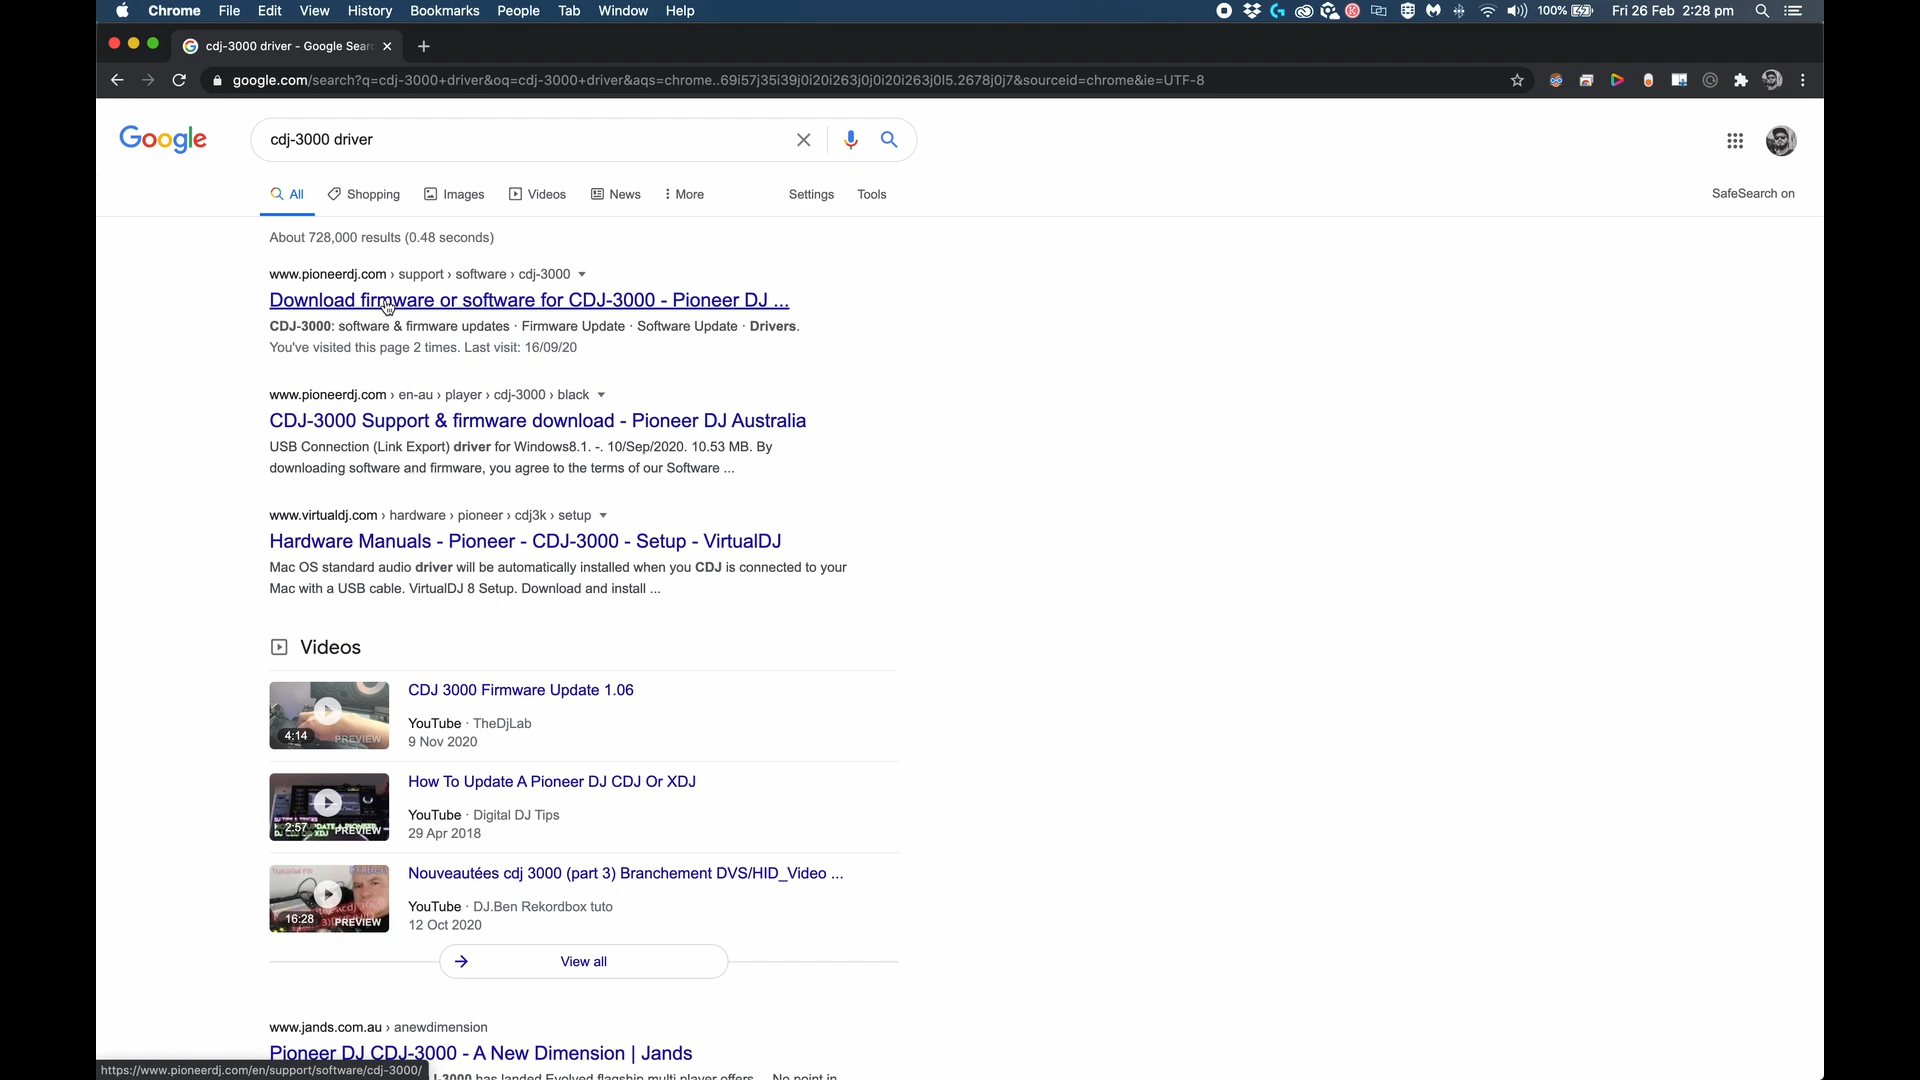 Chrome File Edit View History Bookmarks People Tab Window Help 100% Fri 26 Feb 2:28 pm
cdj-3000 driver - Google Sear
google.com/search?q=cdj-3000+driver&oq=cdj-3000+driver&aqs=chrome..69i57j35i39j0i20i263j0j0i20i263j0l5.2678j0j7&sourceid=chrome&ie=UTF-8
Google cdj-3000 driver
All Shopping Images Videos News More Settings Tools SafeSearch on
About 728,000 results (0.48 seconds)
www.pioneerdj.com › support › software › cdj-3000
Download firmware or software for CDJ-3000 - Pioneer DJ ...
CDJ-3000: software & firmware updates · Firmware Update · Software Update · Drivers.
You've visited this page 2 times. Last visit: 16/09/20
www.pioneerdj.com › en-au › player › cdj-3000 › black
CDJ-3000 Support & firmware download - Pioneer DJ Australia
USB Connection (Link Export) driver for Windows8.1. -. 10/Sep/2020. 10.53 MB. By
downloading software and firmware, you agree to the terms of our Software ...
www.virtualdj.com › hardware › pioneer › cdj3k › setup
Hardware Manuals - Pioneer - CDJ-3000 - Setup - VirtualDJ
Mac OS standard audio driver will be automatically installed when you CDJ is connected to your
Mac with a USB cable. VirtualDJ 8 Setup. Download and install ...
Videos
CDJ 3000 Firmware Update 1.06
YouTube · TheDjLab
4:14 PREVIEW
9 Nov 2020
How To Update A Pioneer DJ CDJ Or XDJ
YouTube · Digital DJ Tips
2:57 PREVIEW
29 Apr 2018
Nouveautées cdj 3000 (part 3) Branchement DVS/HID_Video ...
YouTube · DJ.Ben Rekordbox tuto
16:28 PREVIEW
12 Oct 2020
View all
www.jands.com.au › anewdimension
Pioneer DJ CDJ-3000 - A New Dimension | Jands
https://www.pioneerdj.com/en/support/software/cdj-3000/